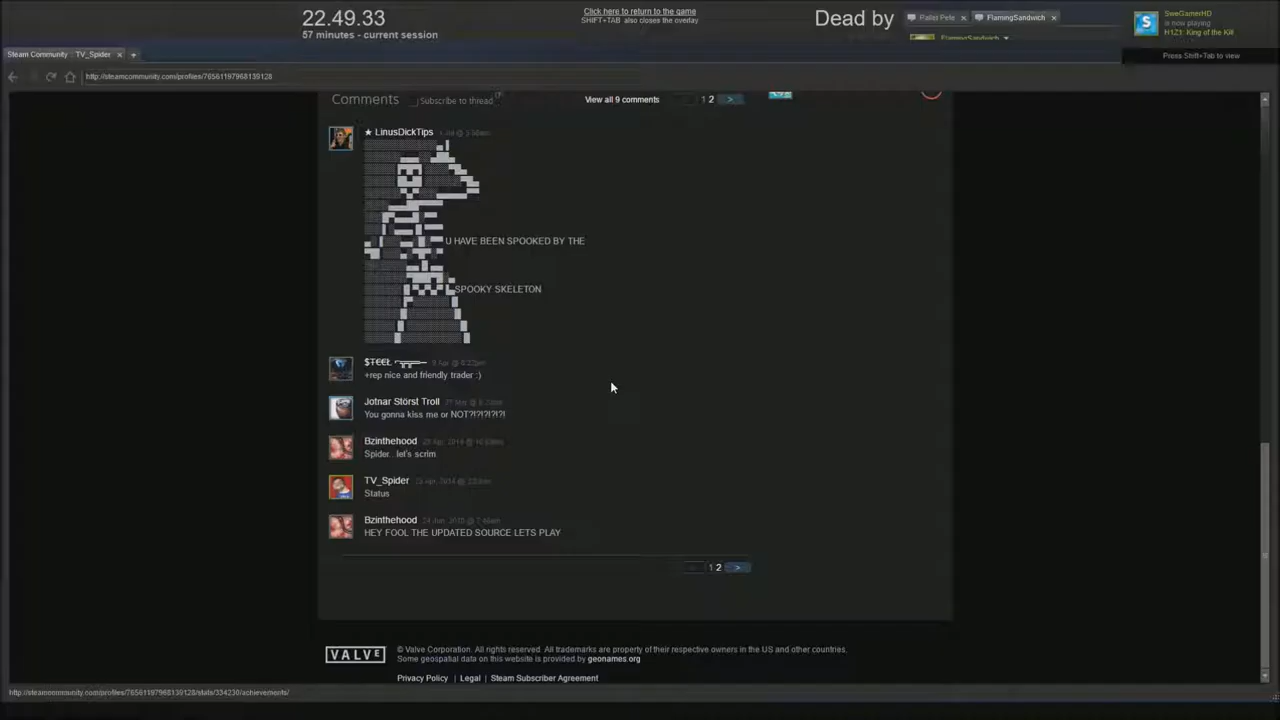 22.49.33
57 minutes - current session
Click here to return to the game
SHIFT+TAB also closes the overlay
Dead by
Pallet Pete
FlamingSandwich
FlamingSandwich
SweGamerHD
is now playing
H1Z1: King of the Kill
Press Shift+Tab to view
Steam Community :: TV_Spider
http://steamcommunity.com/profiles/76561197968139128
Comments
Subscribe to thread
View all 9 comments
1 2 >
★ LinusDickTips
U HAVE BEEN SPOOKED BY THE
SPOOKY SKELETON
+rep nice and friendly trader :)
Jotnar Störst Troll
You gonna kiss me or NOT?!?!?!?!?!
Bzinthehood
Spider.. let's scrim
TV_Spider
Status
Bzinthehood
HEY FOOL THE UPDATED SOURCE LETS PLAY
1 2 >
VALVE
© Valve Corporation. All rights reserved. All trademarks are property of their respective owners in the US and other countries.
Some geospatial data on this website is provided by geonames.org
Privacy Policy | Legal | Steam Subscriber Agreement
http://steamcommunity.com/profiles/76561197968139128/stats/334230/achievements/